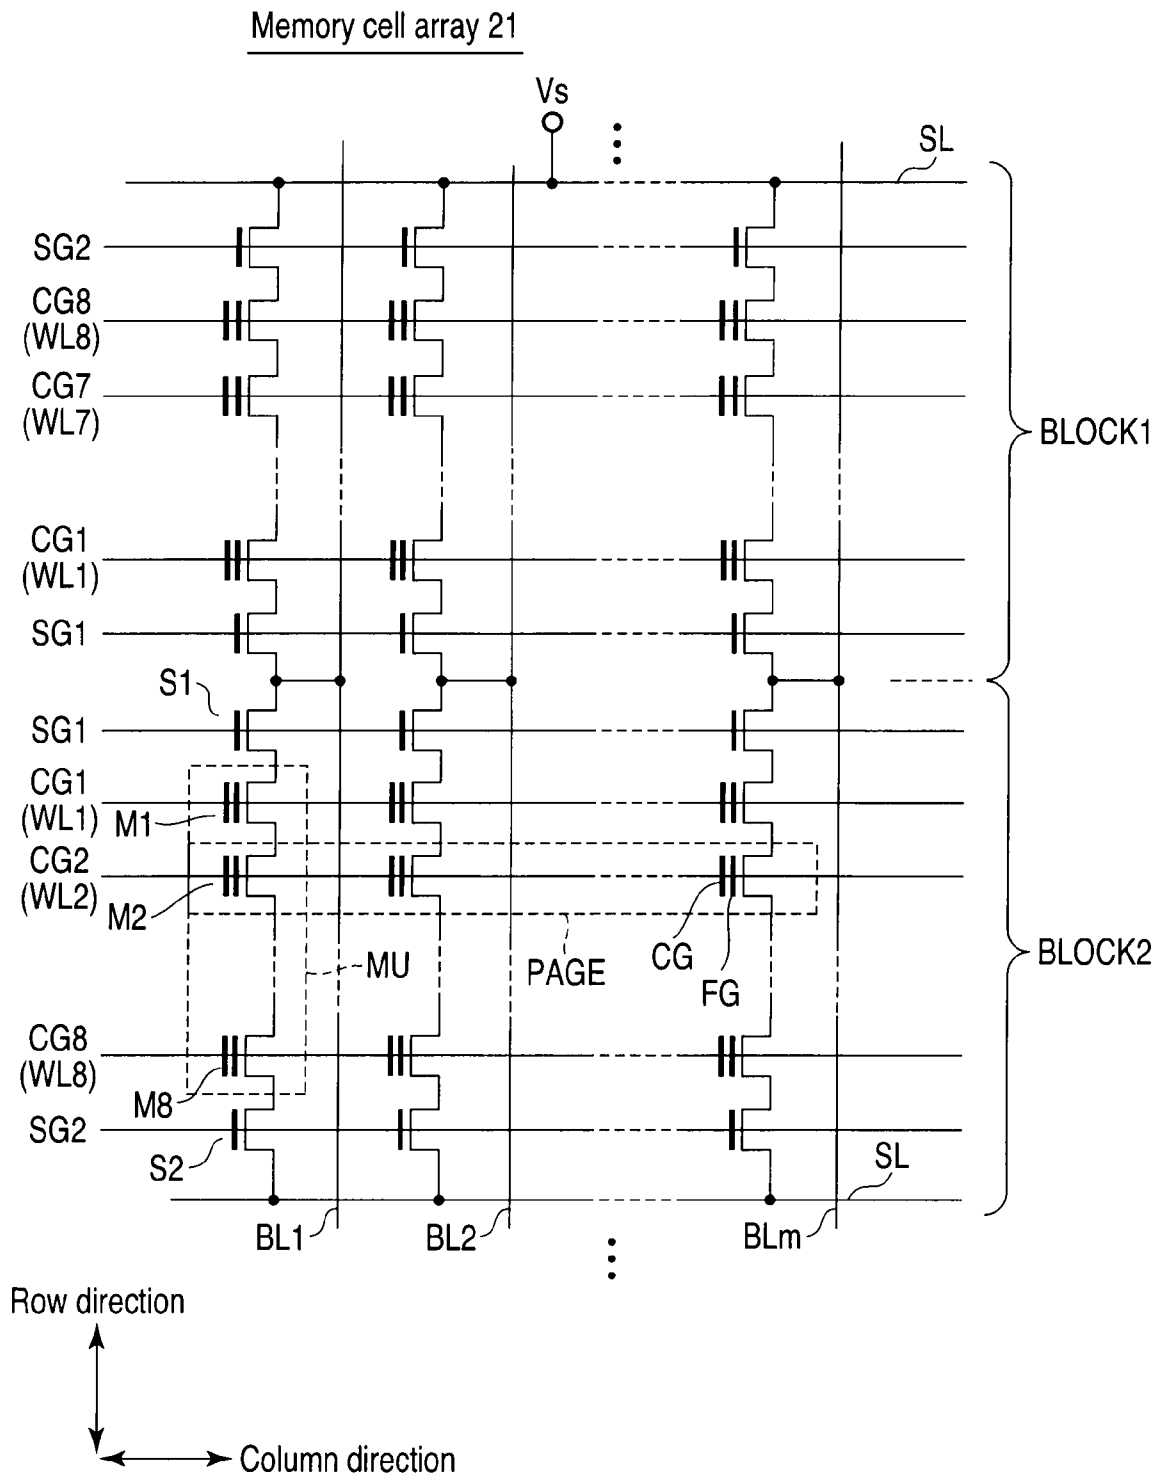 Memory cell array 21
Vs
SL
SG2
CG8
(WL8)
CG7
(WL7)
BLOCK1
CG1
(WL1)
SG1
S1
SG1
CG1
(WL1)
M1
CG2
(WL2)
M2
CG
FG
PAGE
MU
BLOCK2
CG8
(WL8)
M8
SG2
S2
SL
BL1
BL2
BLm
Row direction
Column direction